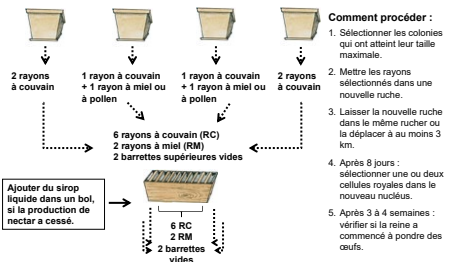 2 rayons
à couvain
1 rayon à couvain
+ 1 rayon à miel ou
à pollen
1 rayon à couvain
+ 1 rayon à miel ou
à pollen
2 rayons
à couvain
6 rayons à couvain (RC)
2 rayons à miel (RM)
2 barrettes supérieures vides
Ajouter du sirop
liquide dans un bol,
si la production de
nectar a cessé.
6 RC
2 RM
2 barrettes
vides
Comment procéder :
1. Sélectionner les colonies
qui ont atteint leur taille
maximale.
2. Mettre les rayons
sélectionnés dans une
nouvelle ruche.
3. Laisser la nouvelle ruche
dans le même rucher ou
la déplacer à au moins 3
km.
4. Après 8 jours :
sélectionner une ou deux
cellules royales dans le
nouveau nucléus.
5. Après 3 à 4 semaines :
vérifier si la reine a
commencé à pondre des
œufs.